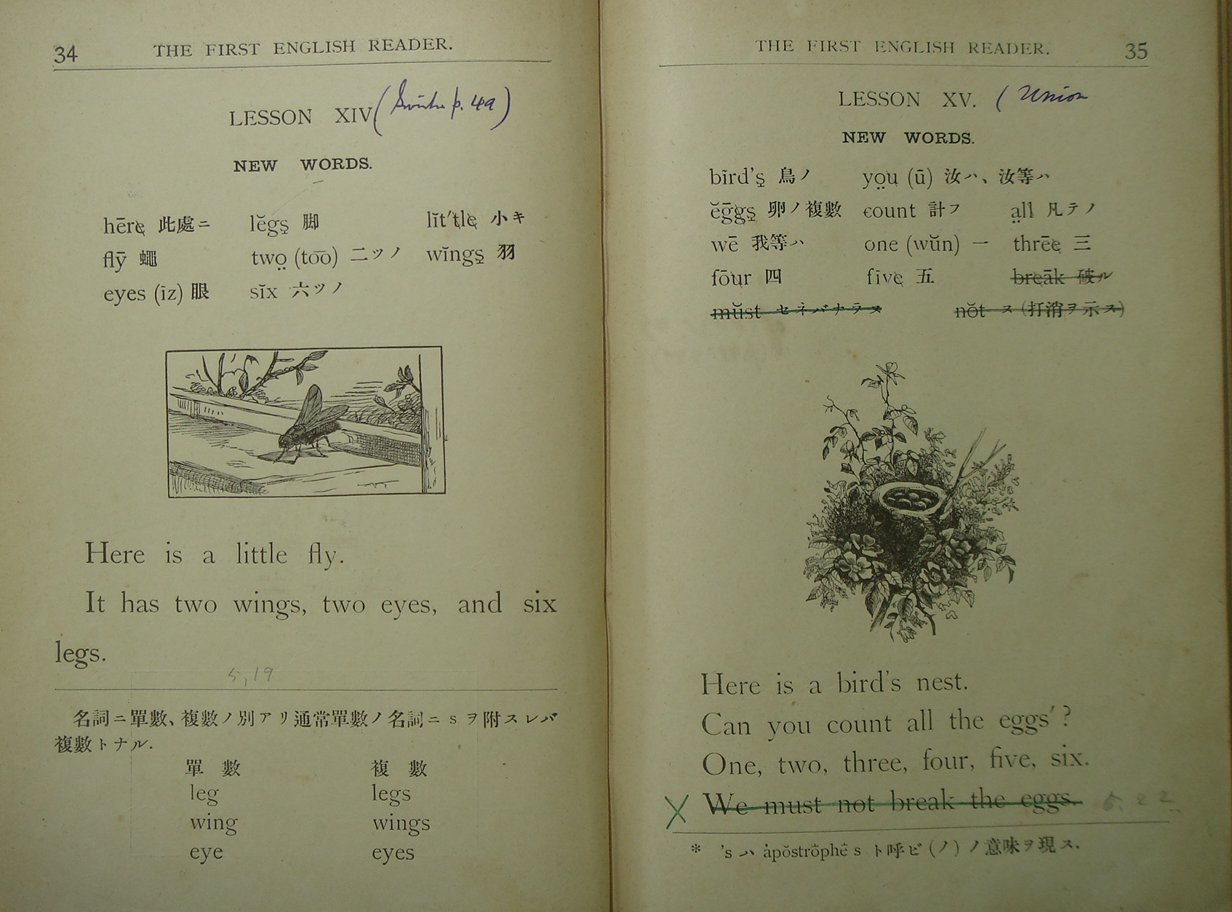 34
THE FIRST ENGLISH READER.
LESSON XIV
NEW WORDS.
hēre 此處ニ lĕgs 脚 lĭt'tle 小キ
flȳ 蠅 two (tōō) 二ツノ wĭngs 羽
eyes (īz) 眼 sĭx 六ツノ
Here is a little fly.
It has two wings, two eyes, and six
legs.
5,19
名詞ニ單數、複數ノ別アリ通常單數ノ名詞ニ s ヲ附スレバ
複數トナル.
單數 複數
leg legs
wing wings
eye eyes
THE FIRST ENGLISH READER.
35
LESSON XV. (Union
NEW WORDS.
bĭrd's 鳥ノ you (ū) 汝ハ、汝等ハ
ĕggs 卵ノ複數 count 計フ all 凡テノ
wē 我等ハ one (wŭn) 一 thrēe 三
fōur 四 fīve 五 breāk 破ル
mŭst セネバナラヌ nŏt ヌ (打消ヲ示ス)
Here is a bird's nest.
Can you count all the eggs'?
One, two, three, four, five, six.
X We must not break the eggs. 5.22
* 's ハ ȧpŏstrŏphē s ト呼ビ (ノ) ノ意味ヲ現ス.